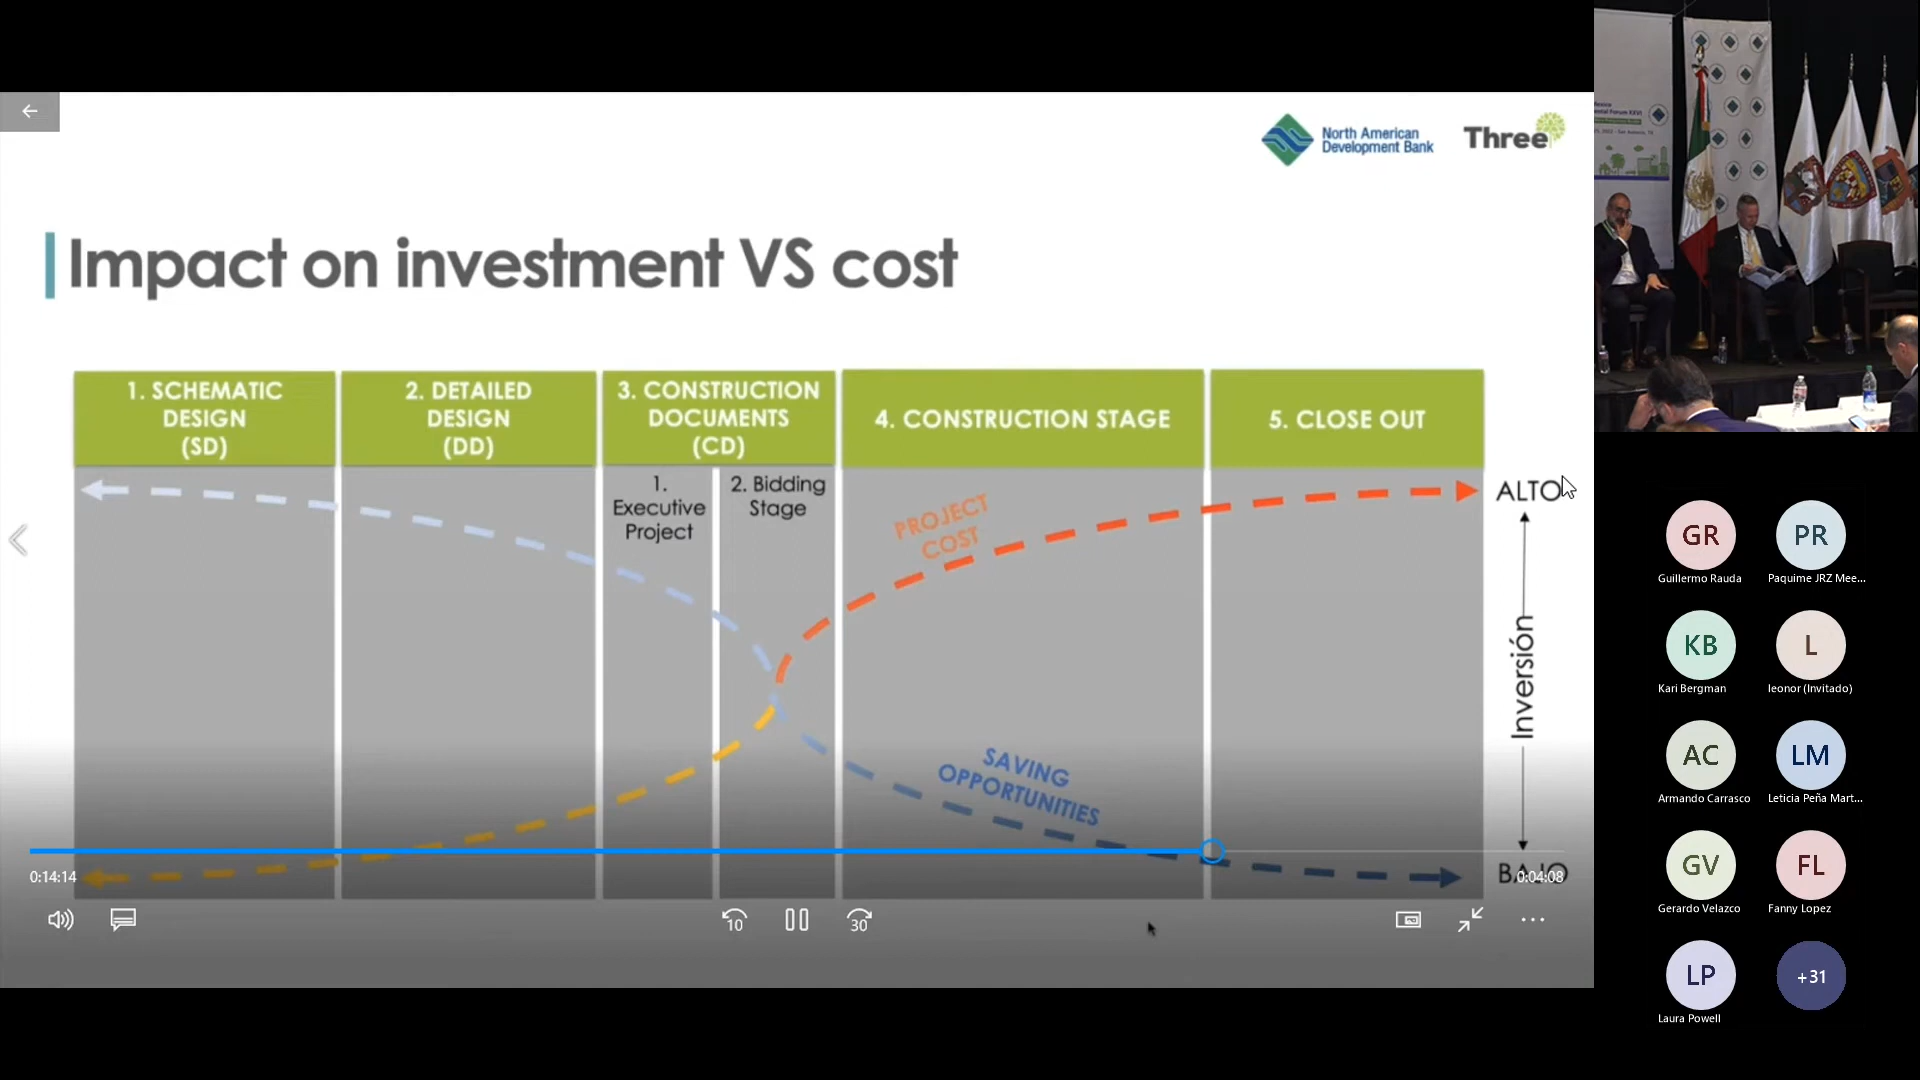 North American
Development Bank
Three
Impact on investment VS cost
1. SCHEMATIC
DESIGN
(SD)
2. DETAILED
DESIGN
(DD)
3. CONSTRUCTION
DOCUMENTS
(CD)
4. CONSTRUCTION STAGE
5. CLOSE OUT
1.
Executive
Project
2. Bidding
Stage
PROJECT
COST
SAVING
OPPORTUNITIES
ALTO
Inversión
BAJO
0:14:14
0:04:08
10
30
GR
Guillermo Rauda
PR
Paquime JRZ Mee...
KB
Kari Bergman
L
leonor (Invitado)
AC
Armando Carrasco
LM
Leticia Peña Mart...
GV
Gerardo Velazco
FL
Fanny Lopez
LP
Laura Powell
+31